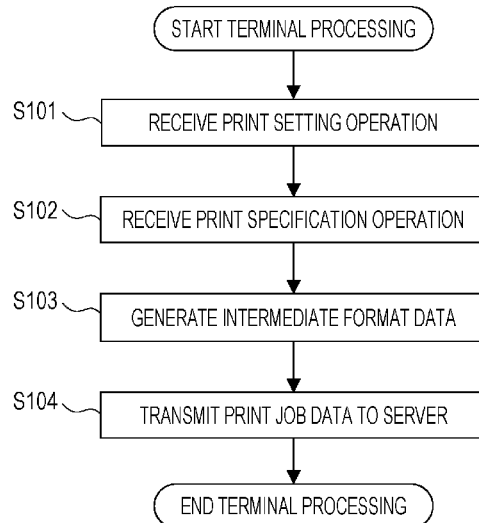 START TERMINAL PROCESSING
S101
RECEIVE PRINT SETTING OPERATION
S102
RECEIVE PRINT SPECIFICATION OPERATION
S103
GENERATE INTERMEDIATE FORMAT DATA
S104
TRANSMIT PRINT JOB DATA TO SERVER
END TERMINAL PROCESSING